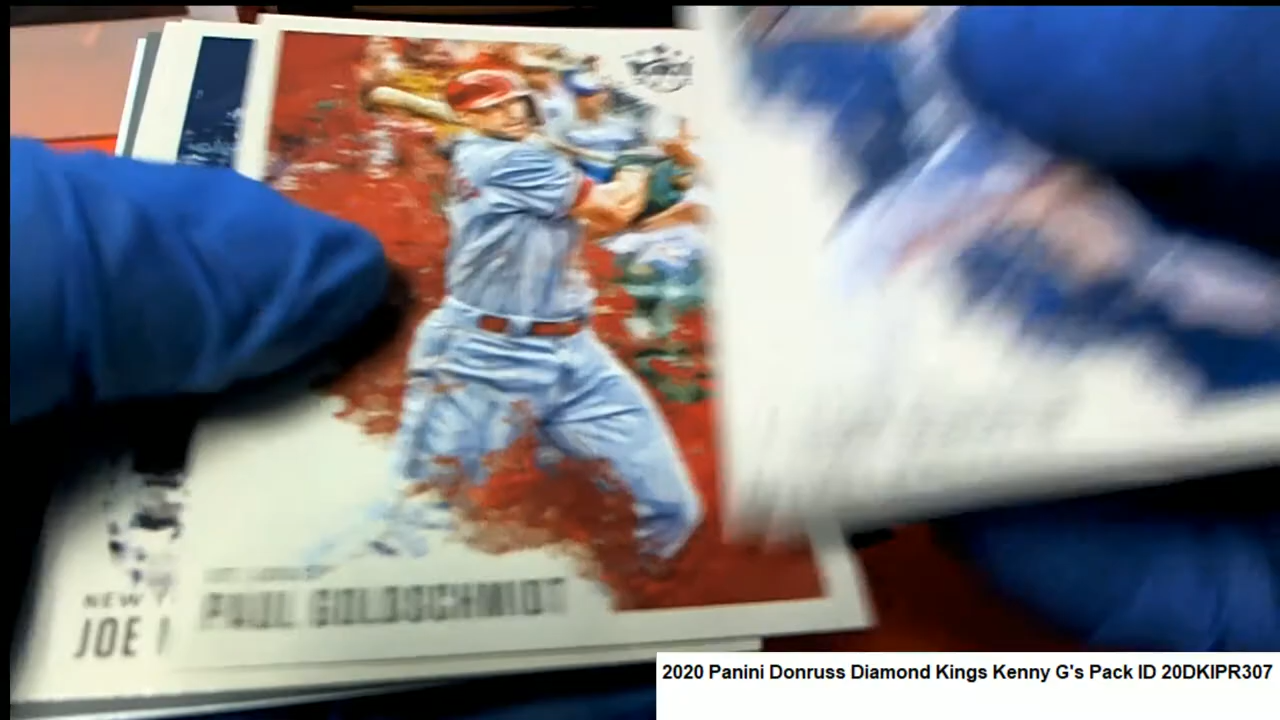 PAUL GOLDSCHMIDT
NEW
JOE
2020 Panini Donruss Diamond Kings Kenny G's Pack ID 20DKIPR307